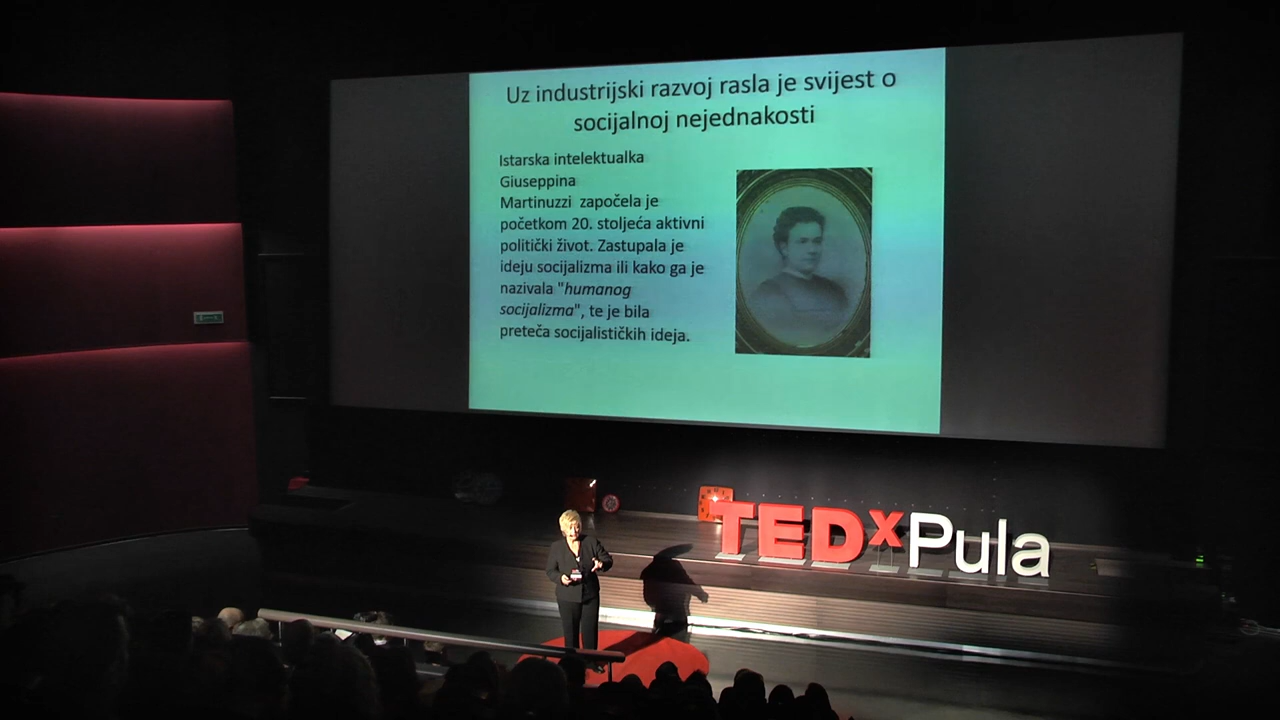 Uz industrijski razvoj rasla je svijest o
socijalnoj nejednakosti
Istarska intelektualka
Giuseppina
Martinuzzi započela je
početkom 20. stoljeća aktivni
politički život. Zastupala je
ideju socijalizma ili kako ga je
nazivala "humanog
socijalizma", te je bila
preteča socijalističkih ideja.
TEDxPula